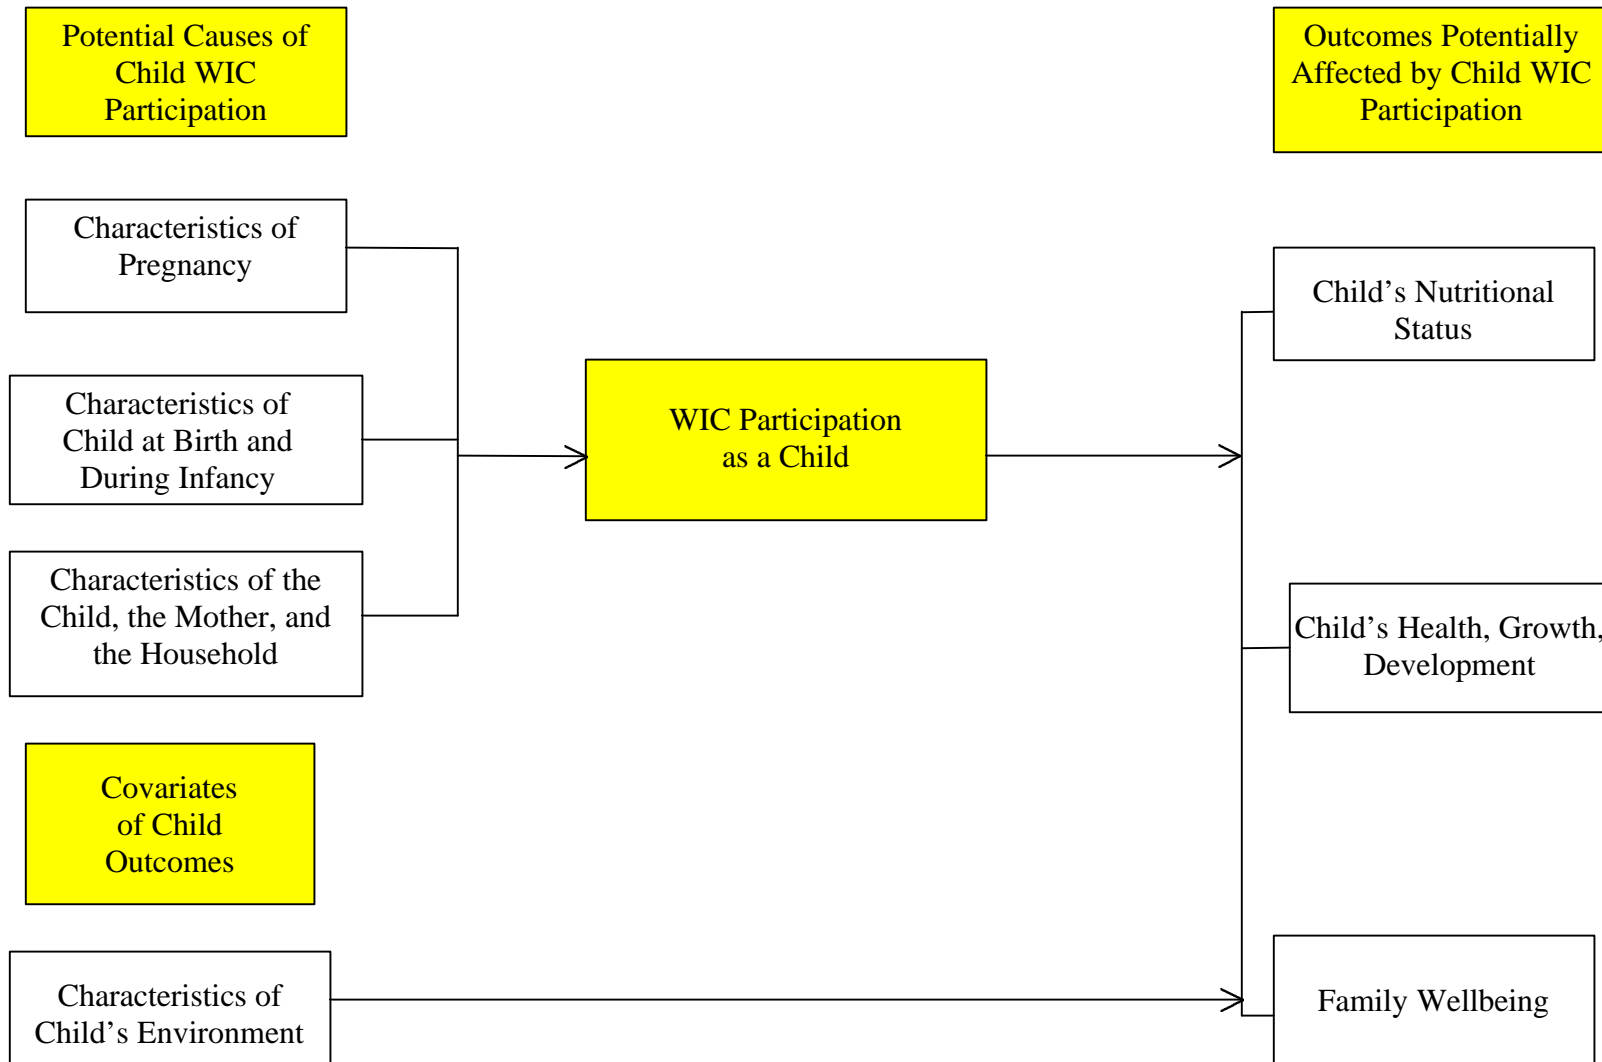 Potential Causes of
Child WIC
Participation
Outcomes Potentially
Affected by Child WIC
Participation
Characteristics of
Pregnancy
Child’s Nutritional
Status
Characteristics of
Child at Birth and
During Infancy
WIC Participation
as a Child
Characteristics of the
Child, the Mother, and
the Household
Child’s Health, Growth,
Development
Covariates
of Child
Outcomes
Characteristics of
Child’s Environment
Family Wellbeing